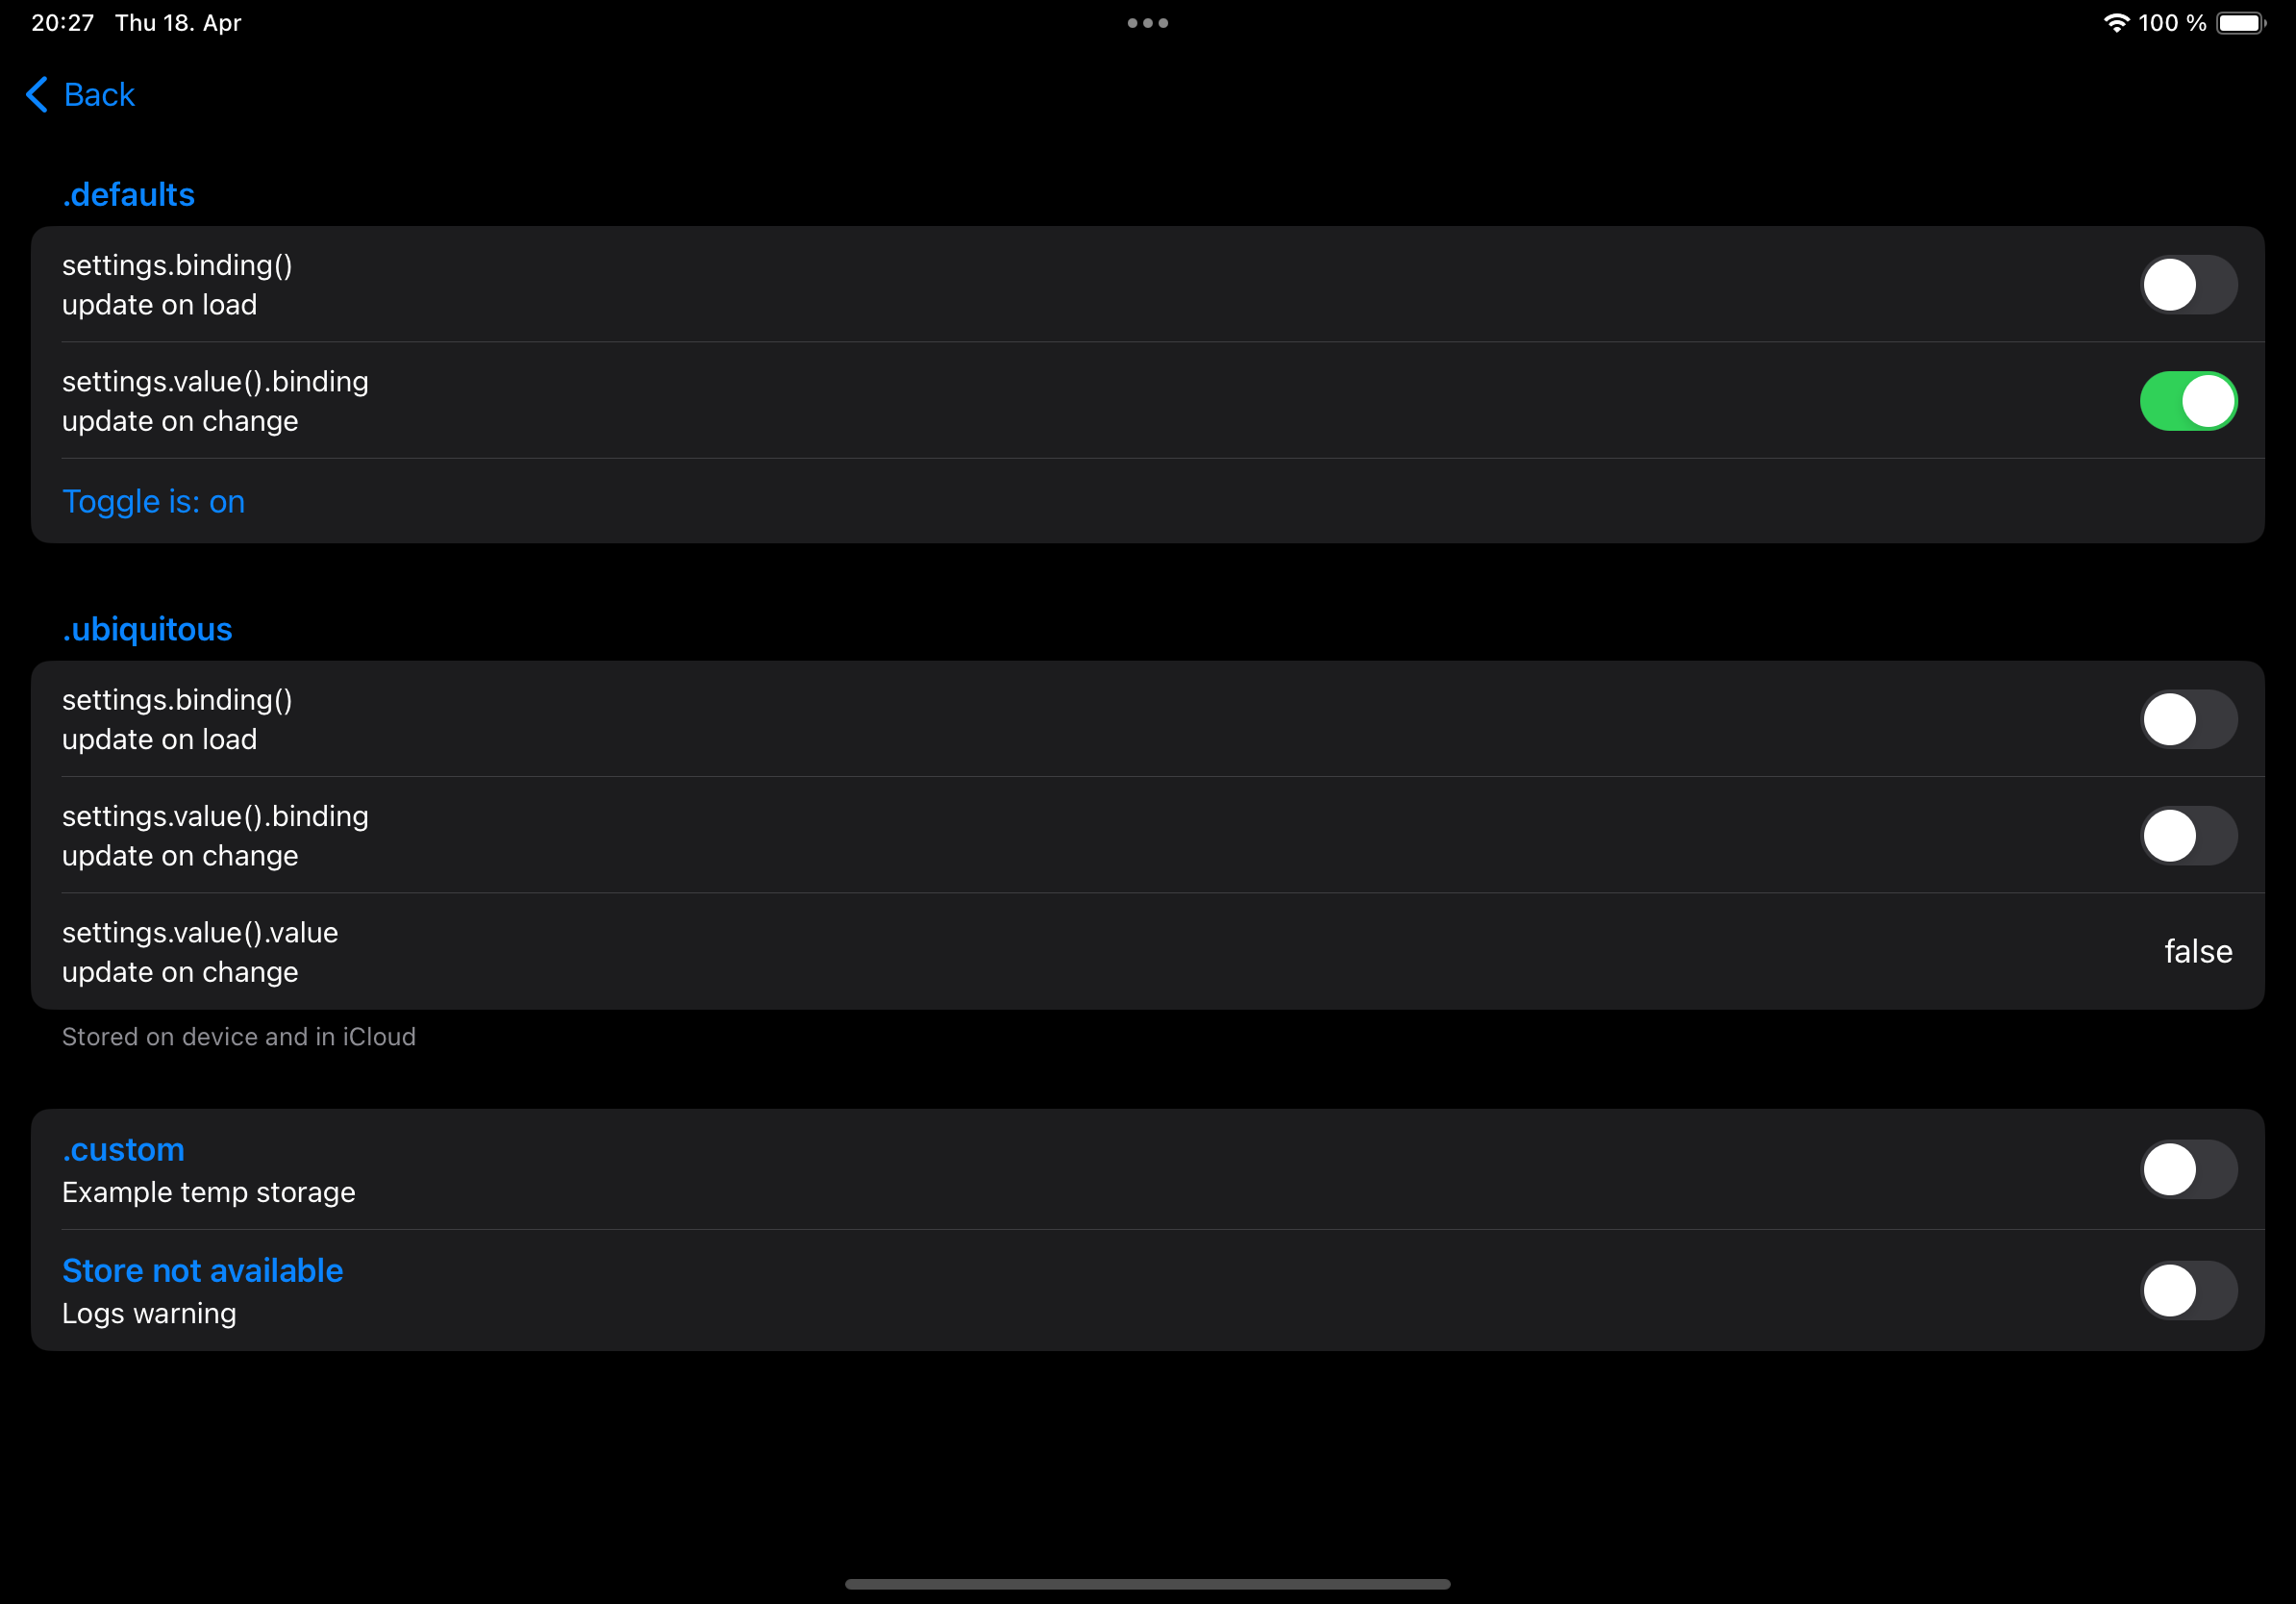 20:27 Thu 18. Apr 100 %
Back
.defaults
settings.binding()
update on load
settings.value().binding
update on change
Toggle is: on
.ubiquitous
settings.binding()
update on load
settings.value().binding
update on change
settings.value().value
update on change
false
Stored on device and in iCloud
.custom
Example temp storage
Store not available
Logs warning